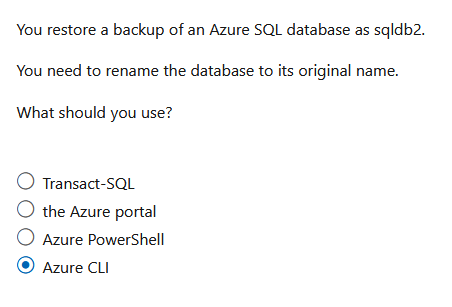 You restore a backup of an Azure SQL database as sqldb2.
You need to rename the database to its original name.
What should you use?
Transact-SQL
the Azure portal
Azure PowerShell
Azure CLI